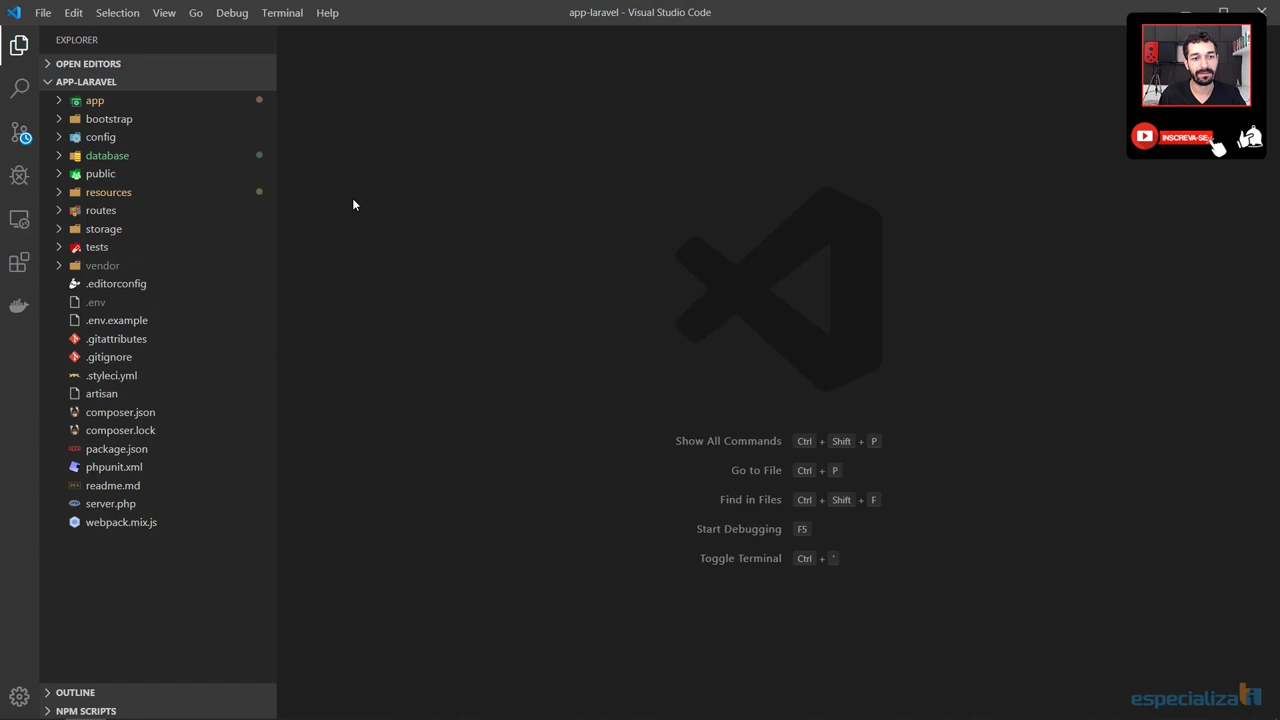 File Edit Selection View Go Debug Terminal Help
app-laravel - Visual Studio Code
EXPLORER
OPEN EDITORS
APP-LARAVEL
app
bootstrap
config
database
public
resources
routes
storage
tests
vendor
.editorconfig
.env
.env.example
.gitattributes
.gitignore
.styleci.yml
artisan
composer.json
composer.lock
package.json
phpunit.xml
readme.md
server.php
webpack.mix.js
OUTLINE
NPM SCRIPTS
Show All Commands Ctrl + Shift + P
Go to File Ctrl + P
Find in Files Ctrl + Shift + F
Start Debugging F5
Toggle Terminal Ctrl + '
INSCREVA-SE
especializati